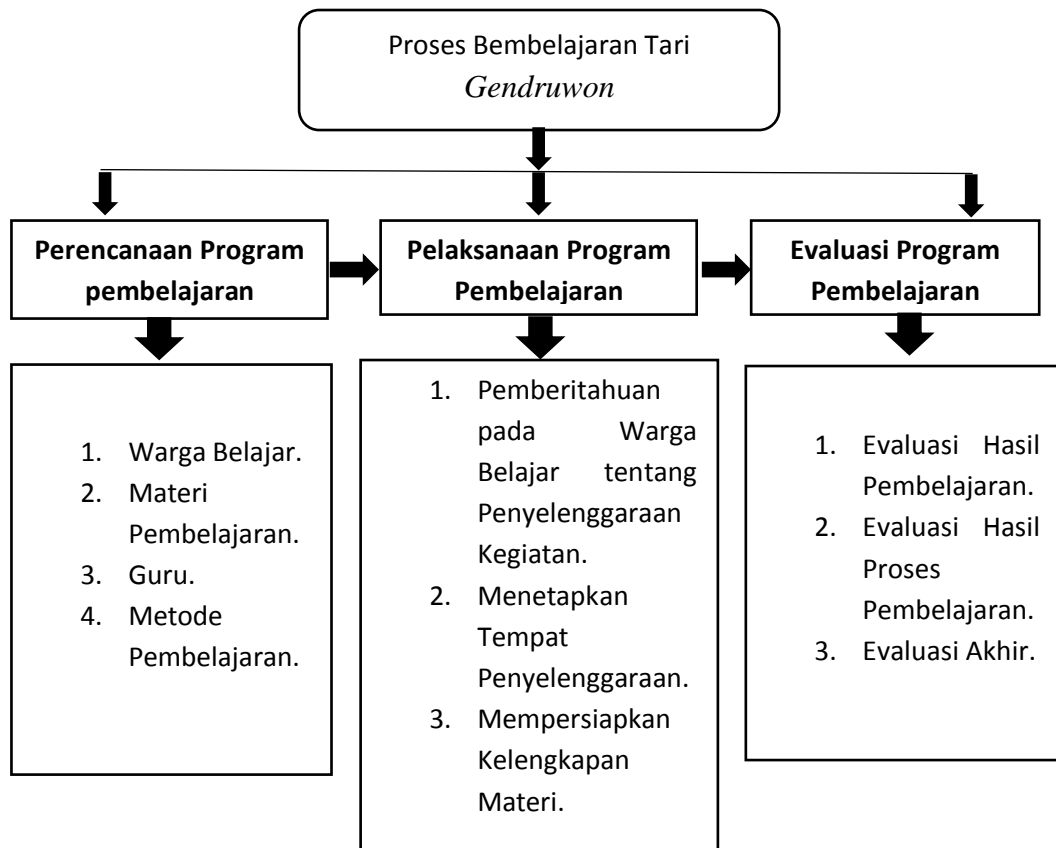 Proses Bembelajaran Tari
Gendruwon
Perencanaan Program
pembelajaran
Pelaksanaan Program
Pembelajaran
Evaluasi Program
Pembelajaran
1. Warga Belajar.
2. Materi
Pembelajaran.
3. Guru.
4. Metode
Pembelajaran.
1. Pemberitahuan
pada Warga
Belajar tentang
Penyelenggaraan
Kegiatan.
2. Menetapkan
Tempat
Penyelenggaraan.
3. Mempersiapkan
Kelengkapan
Materi.
1. Evaluasi Hasil
Pembelajaran.
2. Evaluasi Hasil
Proses
Pembelajaran.
3. Evaluasi Akhir.